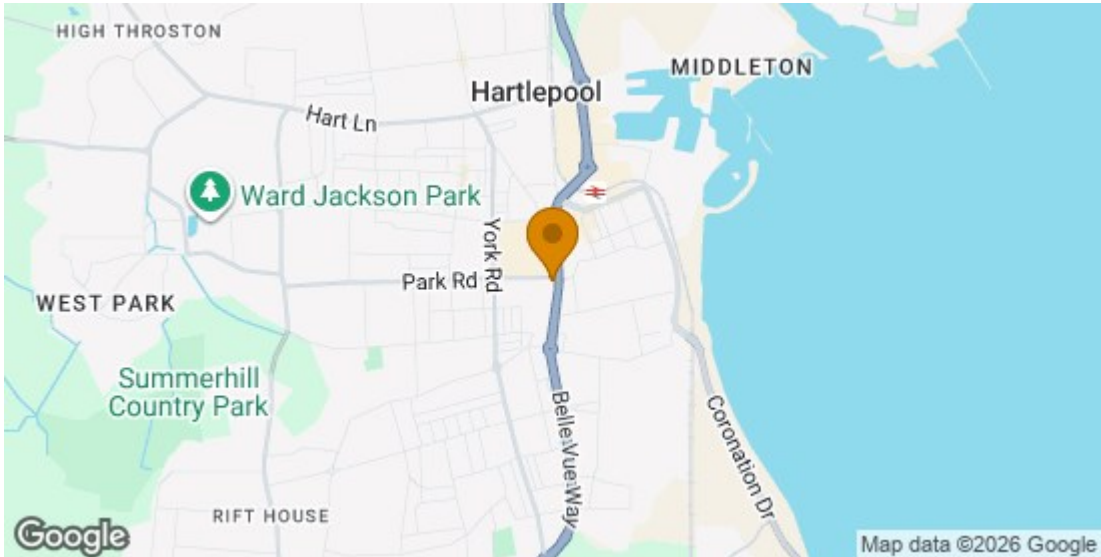 HIGH THROSTON
MIDDLETON
Hartlepool
Hart Ln
Ward Jackson Park
York Rd
Park Rd
WEST PARK
Summerhill
Country Park
Belle Vue Way
Coronation Dr
RIFT HOUSE
Google
Map data ©2026 Google